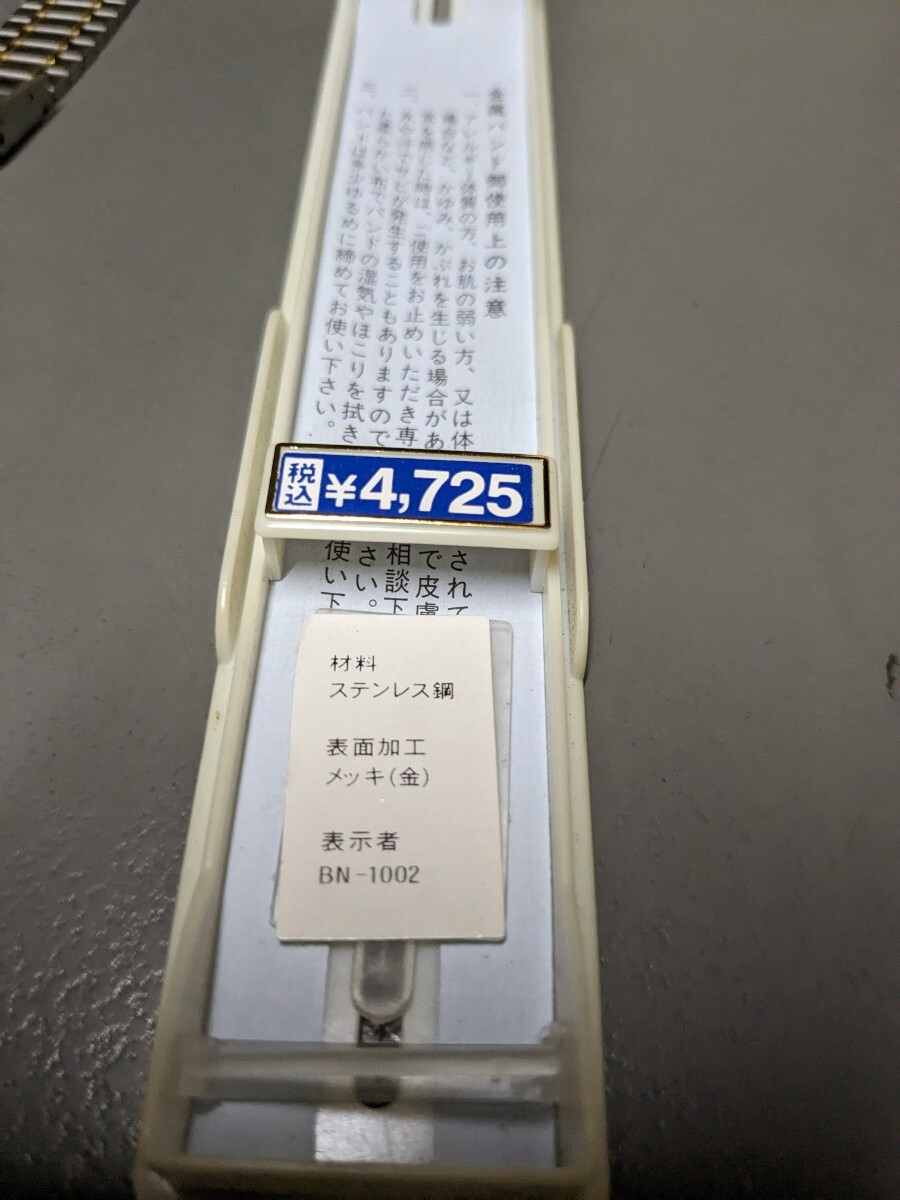 金属バンド御使用上の注意
一、アレルギー体質の方、お肌の弱い方、又は体
されて
場合など、かゆみ、かぶれを生じる場合があ
で皮膚
常を感じた時は、ご使用をお止めいただき専
相談下
二、水や汗でサビが発生することもありますので
さい。
た柔らかい布でバンドの湿気やほこりを拭き
使い下
三、バンドは多少ゆるめに締めてお使い下さい。
税込 ¥4,725
材料
ステンレス鋼
表面加工
メッキ(金)
表示者
BN-1002